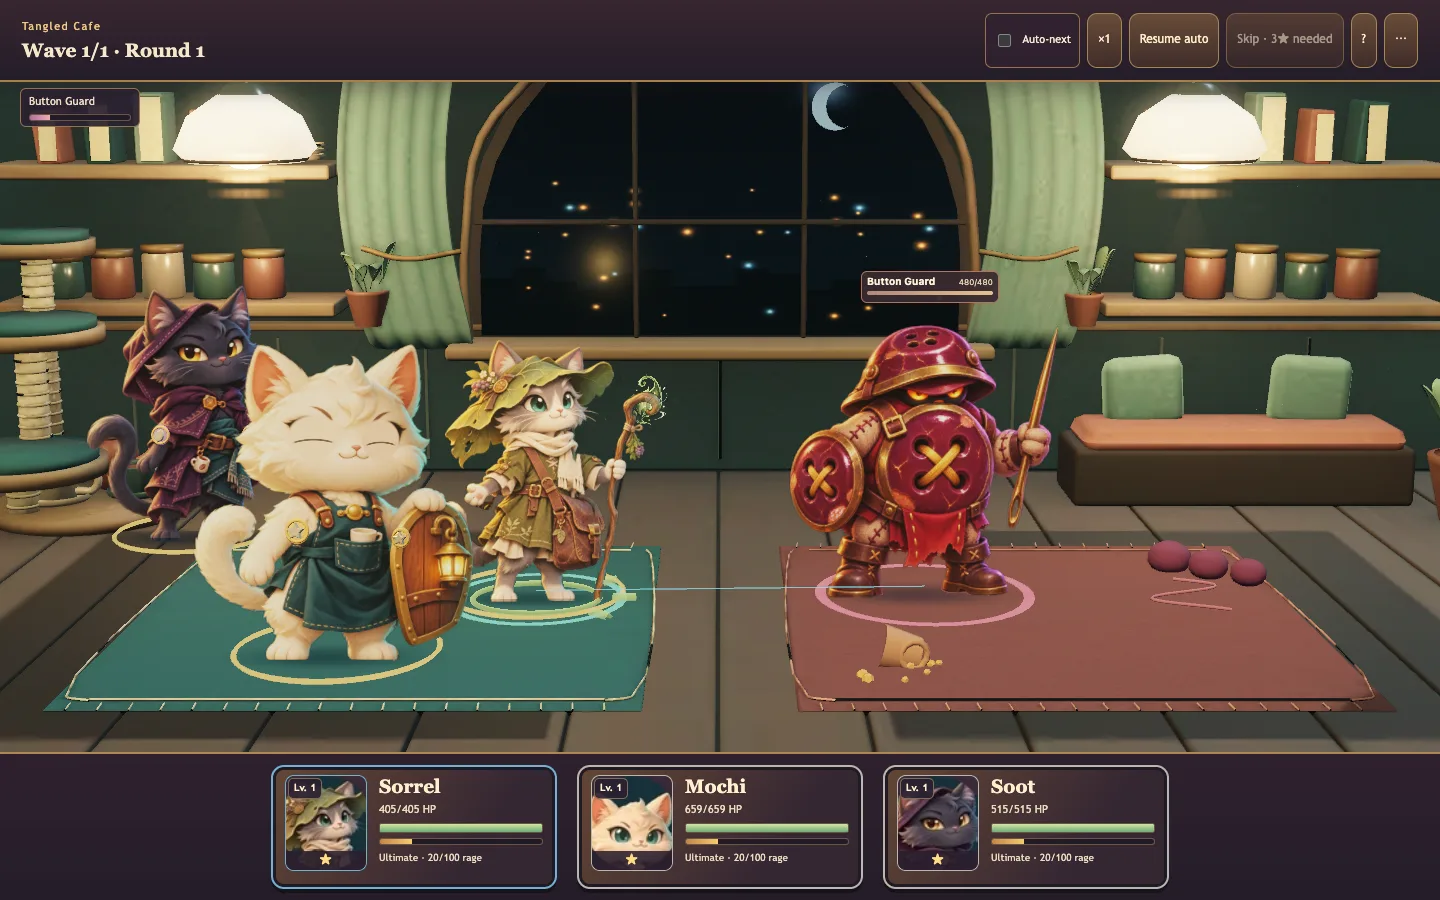 Tangled Cafe
Wave 1/1 · Round 1
Auto-next
×1
Resume auto
Skip · 3★ needed
?
···
Button Guard
Button Guard 480/480
Lv. 1
Sorrel
405/405 HP
Ultimate · 20/100 rage
Lv. 1
Mochi
659/659 HP
Ultimate · 20/100 rage
Lv. 1
Soot
515/515 HP
Ultimate · 20/100 rage